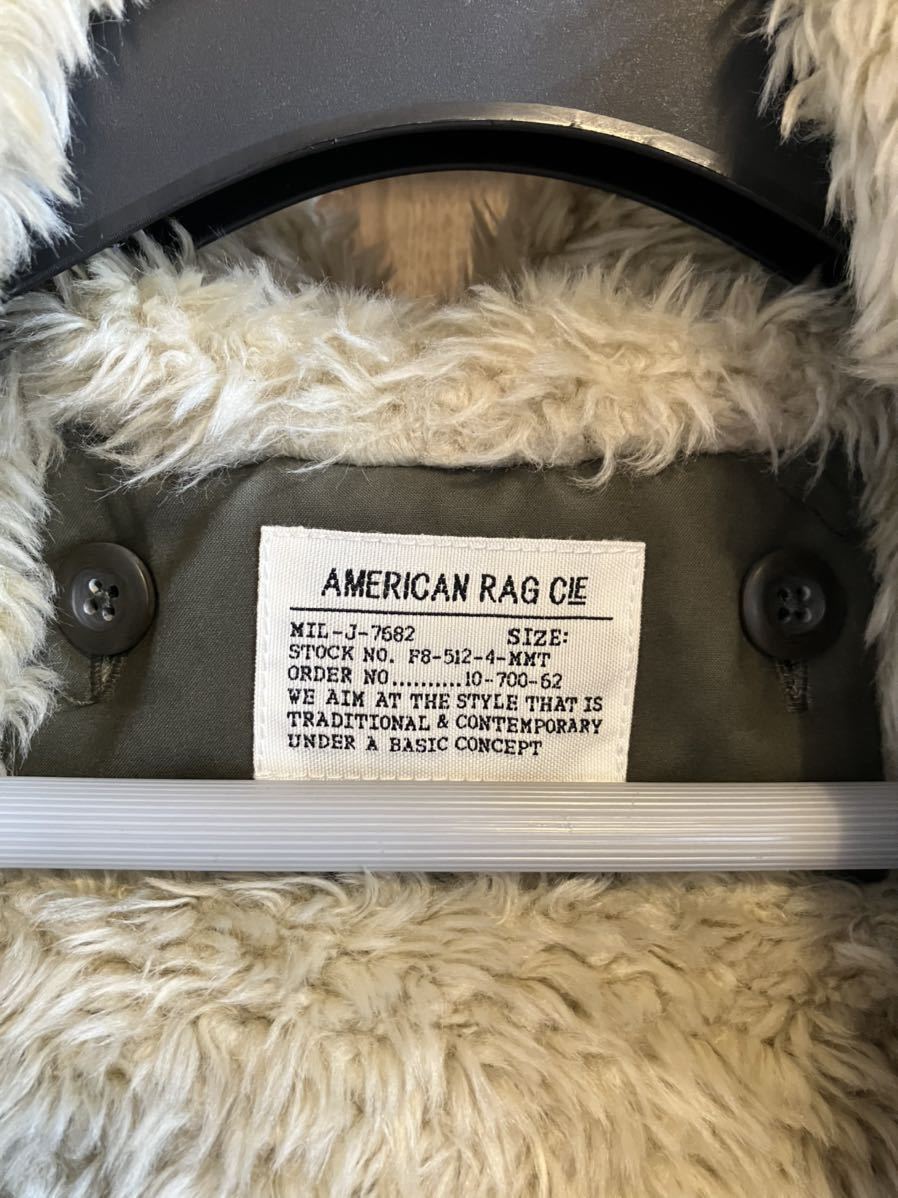 AMERICAN RAG CIE
MIL-J-7682 SIZE:
STOCK NO. F8-512-4-MMT
ORDER NO..........10-700-62
WE AIM AT THE STYLE THAT IS
TRADITIONAL & CONTEMPORARY
UNDER A BASIC CONCEPT